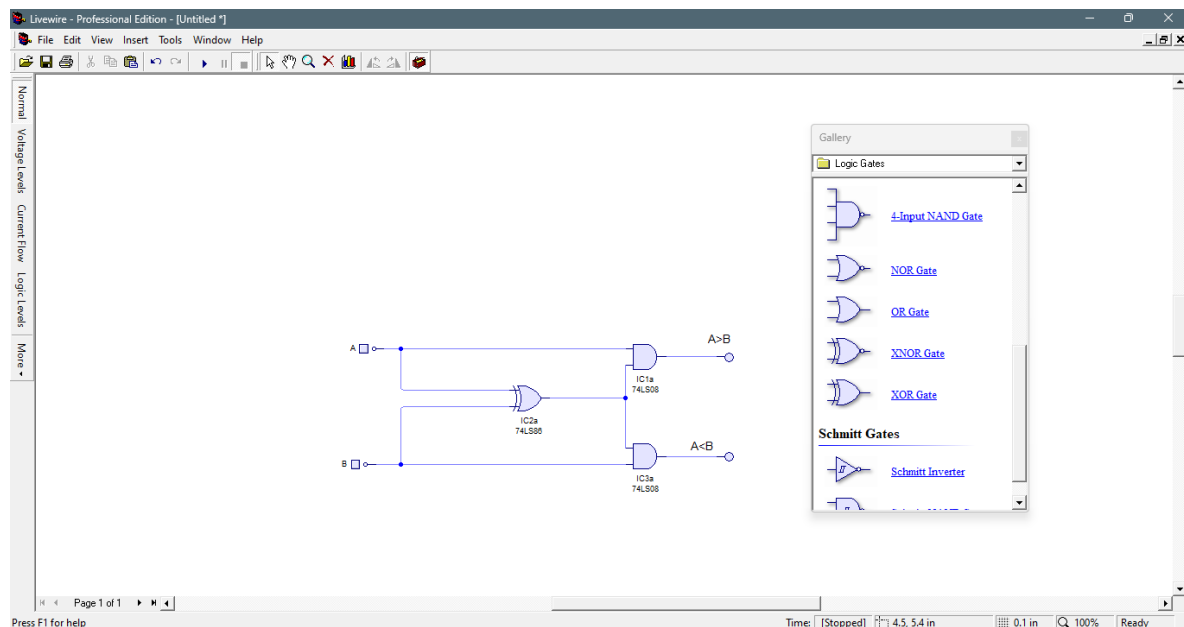 Livewire - Professional Edition - [Untitled *]
File Edit View Insert Tools Window Help
Normal
Voltage Levels
Current Flow
Logic Levels
More
Gallery
Logic Gates
4-Input NAND Gate
NOR Gate
OR Gate
XNOR Gate
XOR Gate
Schmitt Gates
Schmitt Inverter
A
A>B
IC1a
74LS08
IC2a
74LS86
B
A<B
IC3a
74LS08
Page 1 of 1
Press F1 for help
Time: [Stopped] 4.5, 5.4 in 0.1 in 100% Ready